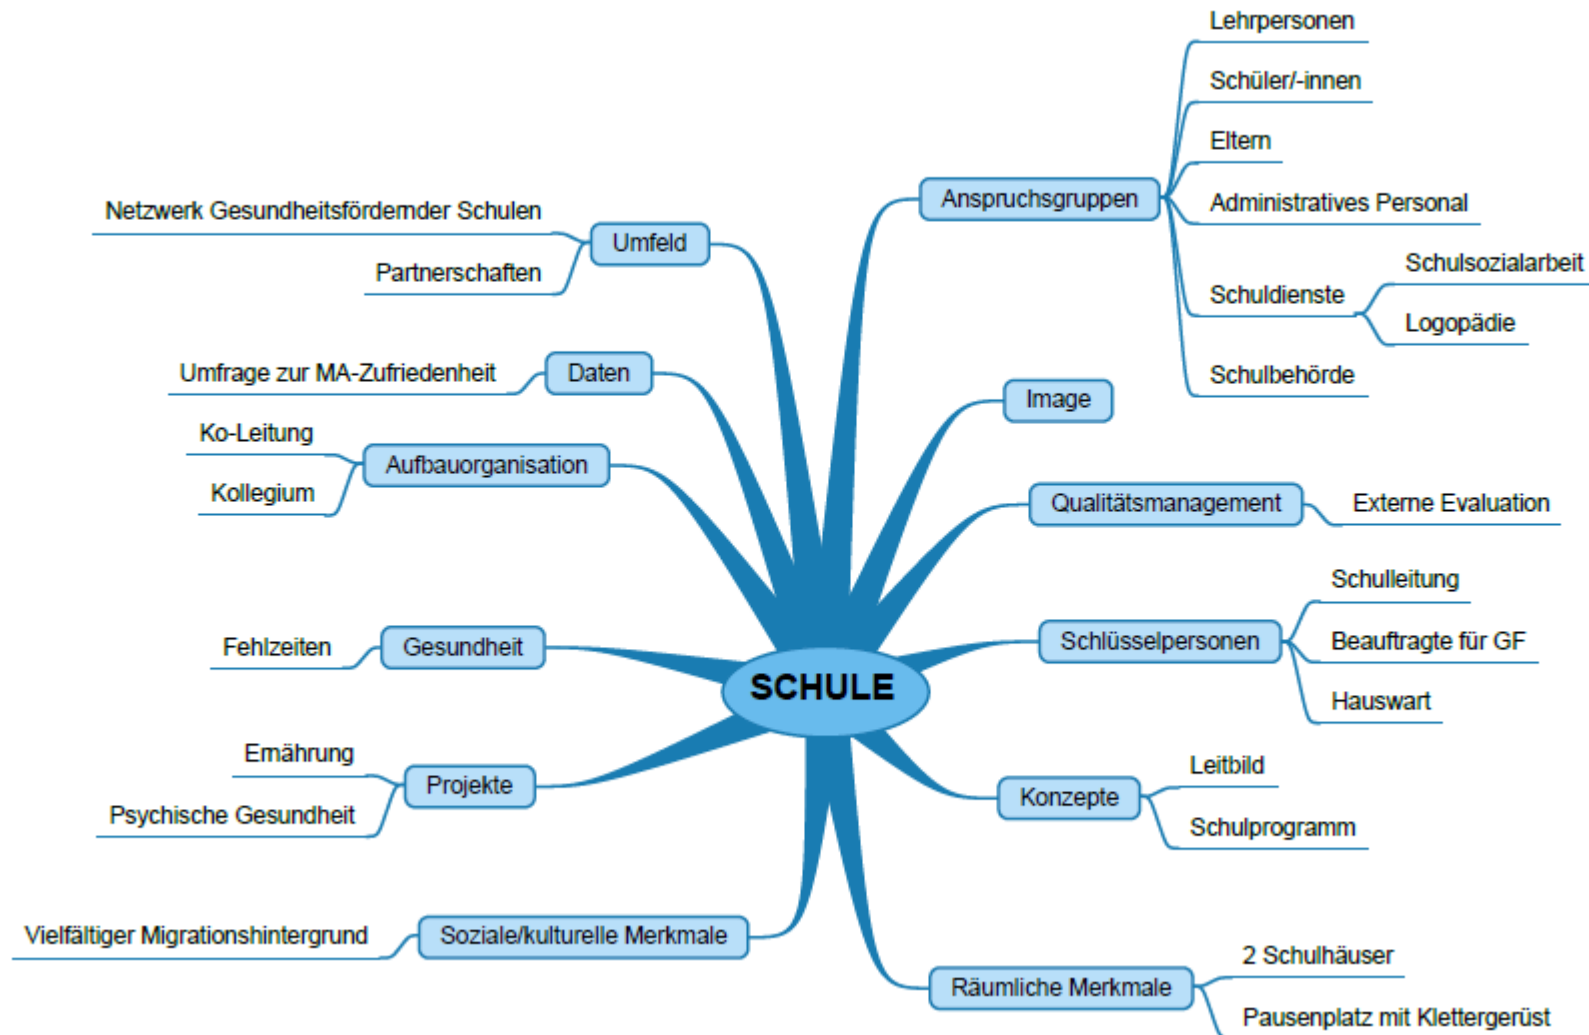 Lehrpersonen
Schüler/-innen
Eltern
Anspruchsgruppen
Administratives Personal
Schulsozialarbeit
Schuldienste
Logopädie
Schulbehörde
Netzwerk Gesundheitsfördernder Schulen
Umfeld
Partnerschaften
Umfrage zur MA-Zufriedenheit
Daten
Image
Ko-Leitung
Aufbauorganisation
Kollegium
Qualitätsmanagement
Externe Evaluation
Schulleitung
Schlüsselpersonen
Beauftragte für GF
Hauswart
Fehlzeiten
Gesundheit
SCHULE
Ernährung
Projekte
Psychische Gesundheit
Leitbild
Konzepte
Schulprogramm
Vielfältiger Migrationshintergrund
Soziale/kulturelle Merkmale
2 Schulhäuser
Räumliche Merkmale
Pausenplatz mit Klettergerüst